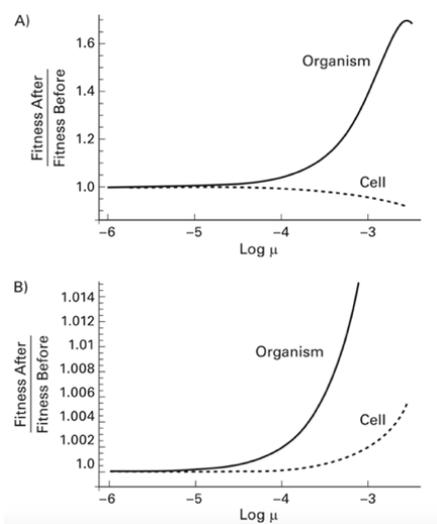 A)
Fitness After
Fitness Before
1.6
1.4
1.2
1.0
Organism
Cell
−6 −5 −4 −3
Log μ
B)
Fitness After
Fitness Before
1.014
1.012
1.01
1.008
1.006
1.004
1.002
1.0
Organism
Cell
−6 −5 −4 −3
Log μ